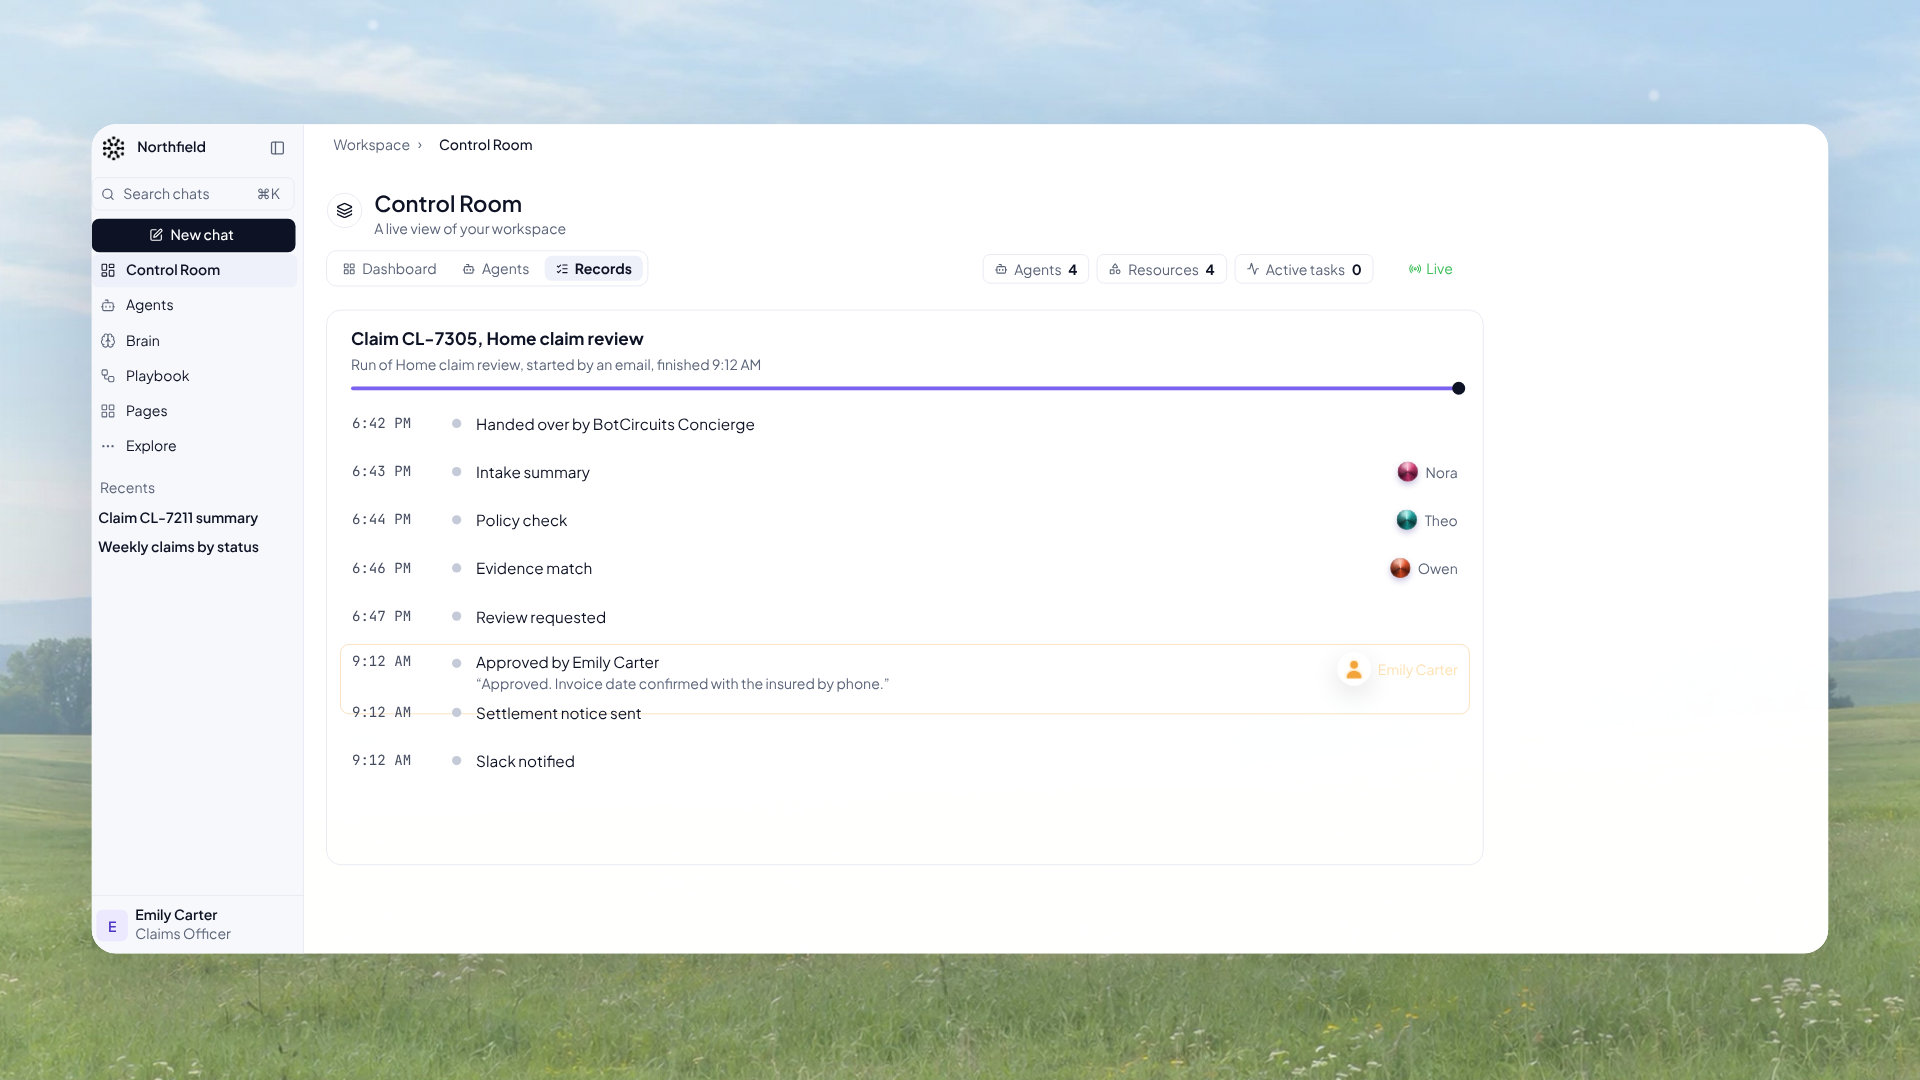 Northfield
Search chats ⌘K
New chat
Control Room
Agents
Brain
Playbook
Pages
Explore
Recents
Claim CL-7211 summary
Weekly claims by status
E
Emily Carter
Claims Officer
Workspace › Control Room
Control Room
A live view of your workspace
Dashboard Agents Records
Agents 4 Resources 4 Active tasks 0 Live
Claim CL-7305, Home claim review
Run of Home claim review, started by an email, finished 9:12 AM
6:42 PM Handed over by BotCircuits Concierge
6:43 PM Intake summary Nora
6:44 PM Policy check Theo
6:46 PM Evidence match Owen
6:47 PM Review requested
9:12 AM Approved by Emily Carter Emily Carter
“Approved. Invoice date confirmed with the insured by phone.”
9:12 AM Settlement notice sent
9:12 AM Slack notified